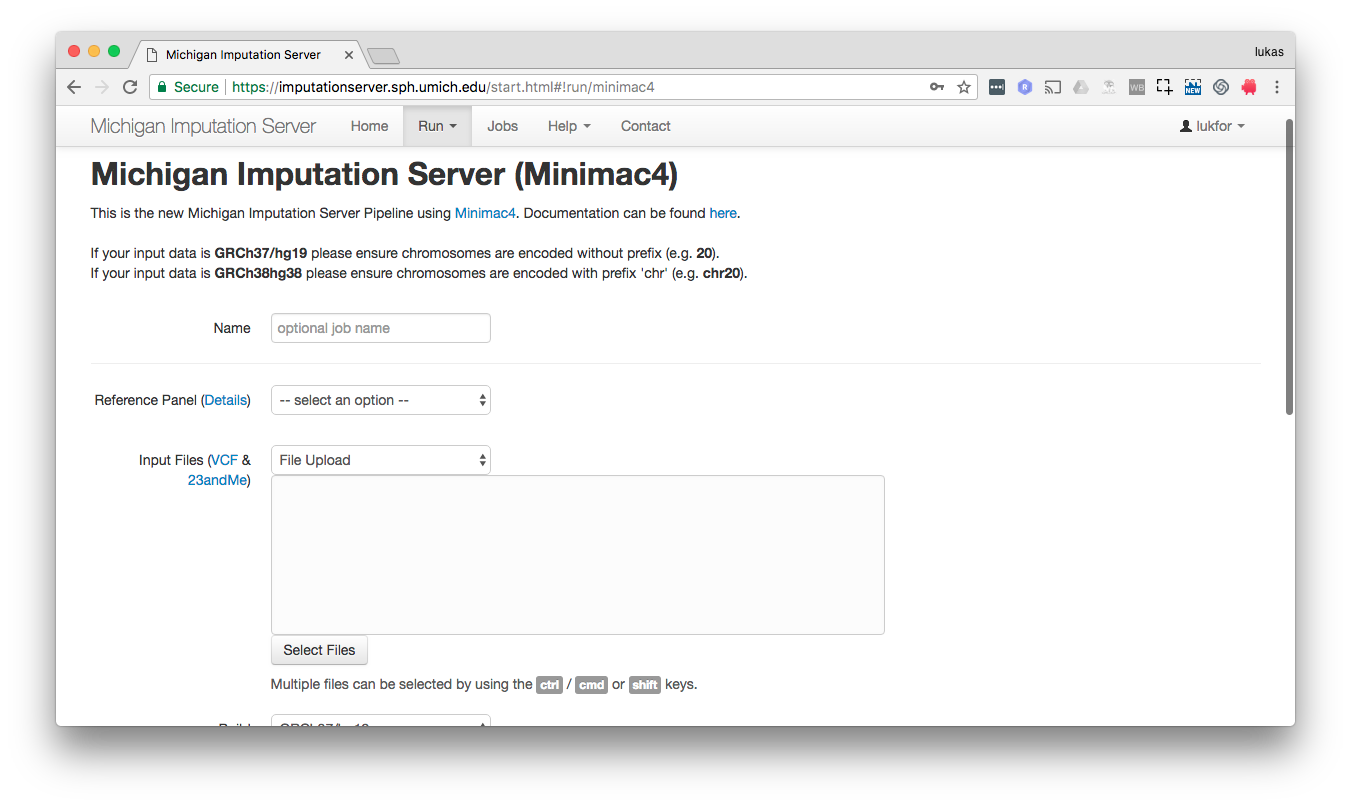 Michigan Imputation Server
lukas
Secure https://imputationserver.sph.umich.edu/start.html#!run/minimac4
R WB NEW
Michigan Imputation Server Home Run Jobs Help Contact lukfor
Michigan Imputation Server (Minimac4)
This is the new Michigan Imputation Server Pipeline using Minimac4. Documentation can be found here.
If your input data is GRCh37/hg19 please ensure chromosomes are encoded without prefix (e.g. 20).
If your input data is GRCh38hg38 please ensure chromosomes are encoded with prefix 'chr' (e.g. chr20).
Name optional job name
Reference Panel (Details) -- select an option --
Input Files (VCF & File Upload
23andMe)
Select Files
Multiple files can be selected by using the ctrl / cmd or shift keys.